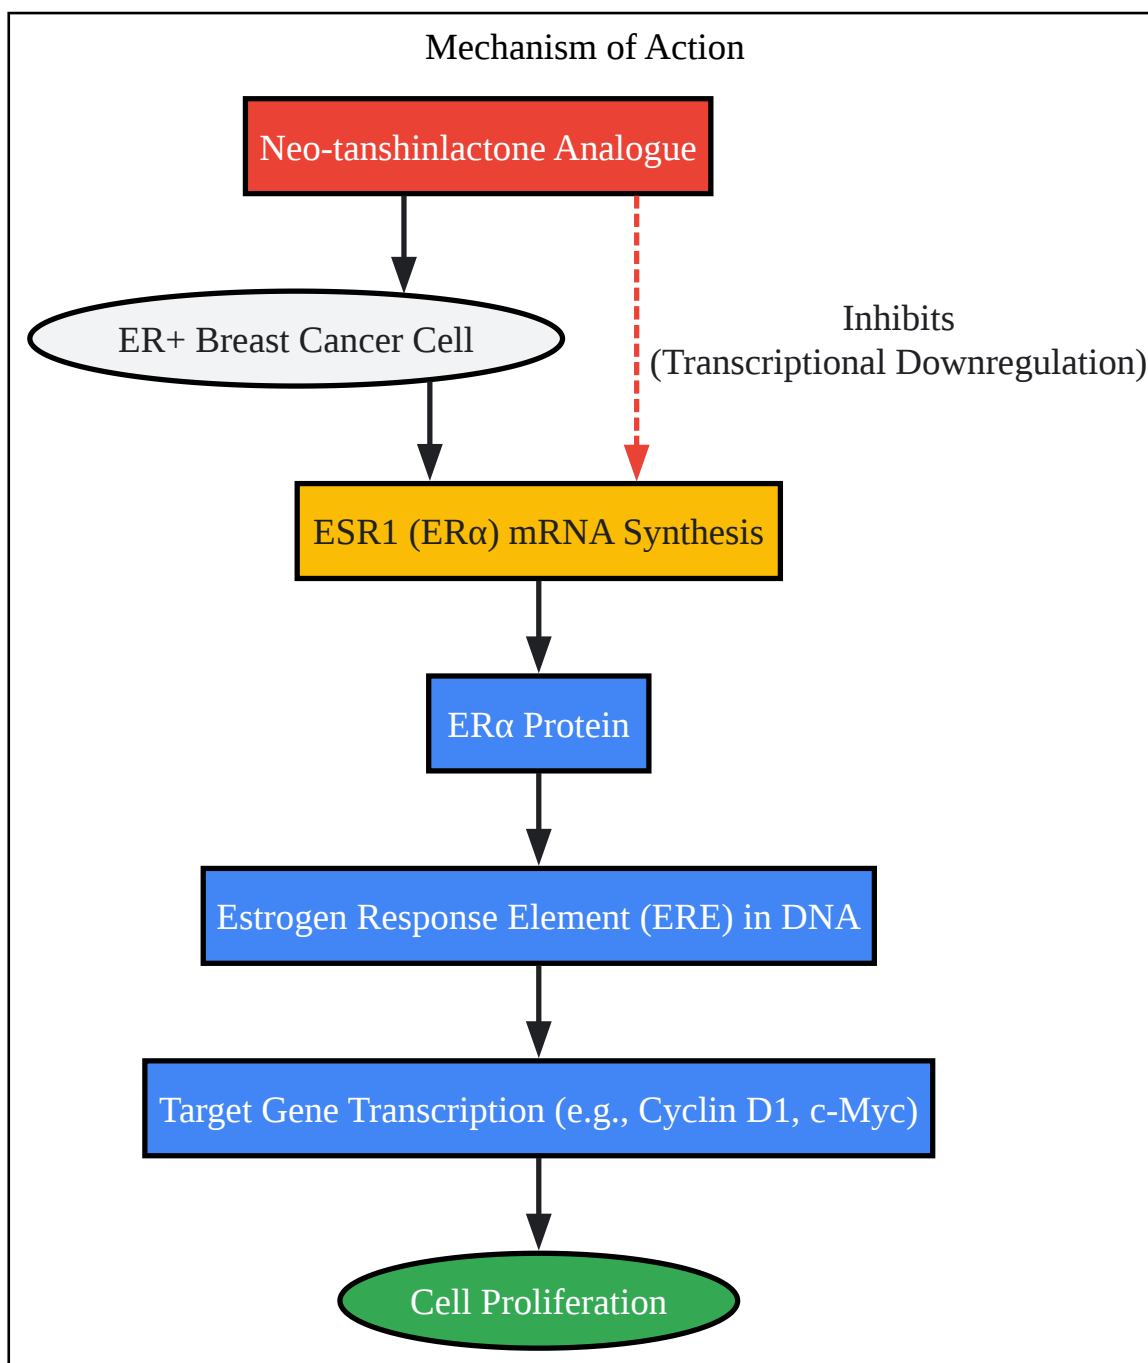 Mechanism of Action
Neo-tanshinlactone Analogue
ER+ Breast Cancer Cell
Inhibits
(Transcriptional Downregulation)
ESR1 (ERα) mRNA Synthesis
ERα Protein
Estrogen Response Element (ERE) in DNA
Target Gene Transcription (e.g., Cyclin D1, c-Myc)
Cell Proliferation